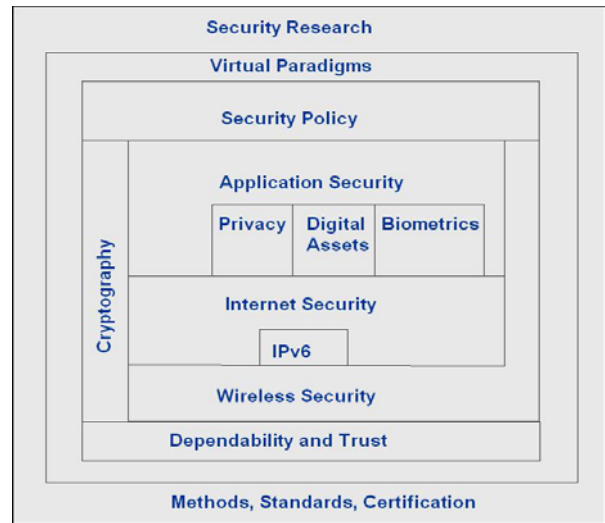 Security Research
Virtual Paradigms
Security Policy
Application Security
Privacy
Digital
Assets
Biometrics
Cryptography
Internet Security
IPv6
Wireless Security
Dependability and Trust
Methods, Standards, Certification